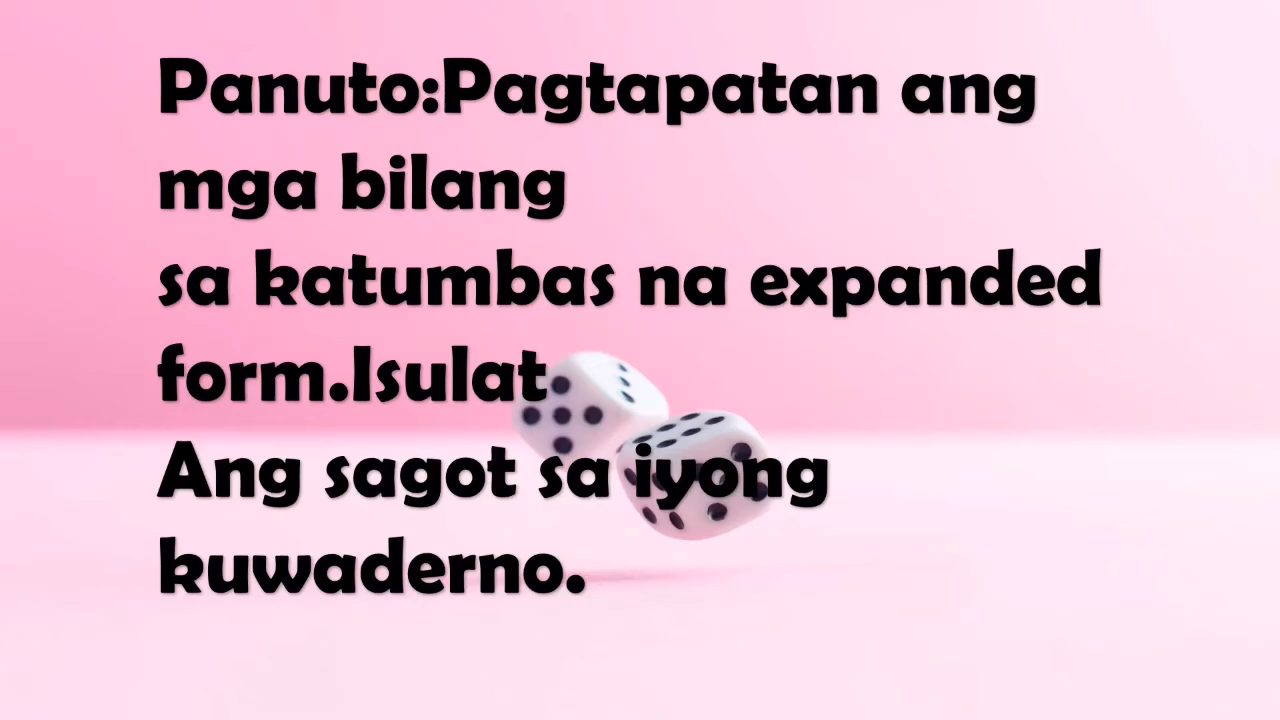 Panuto:Pagtapatan ang
mga bilang
sa katumbas na expanded
form.Isulat
Ang sagot sa iyong
kuwaderno.